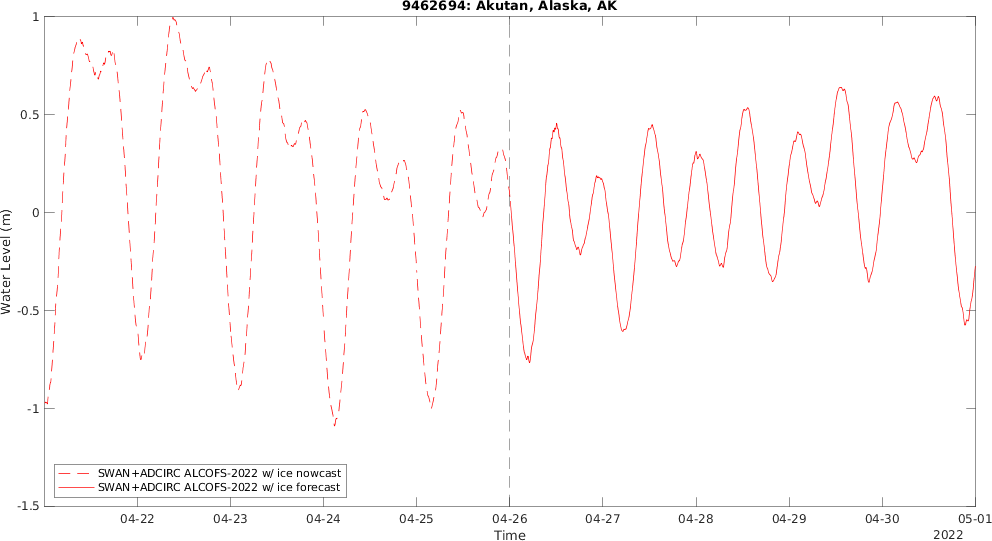 9462694: Akutan, Alaska, AK
1
0.5
0
-0.5
-1
-1.5
Water Level (m)
SWAN+ADCIRC ALCOFS-2022 w/ ice nowcast
SWAN+ADCIRC ALCOFS-2022 w/ ice forecast
04-22 04-23 04-24 04-25 04-26 04-27 04-28 04-29 04-30 05-01
Time
2022